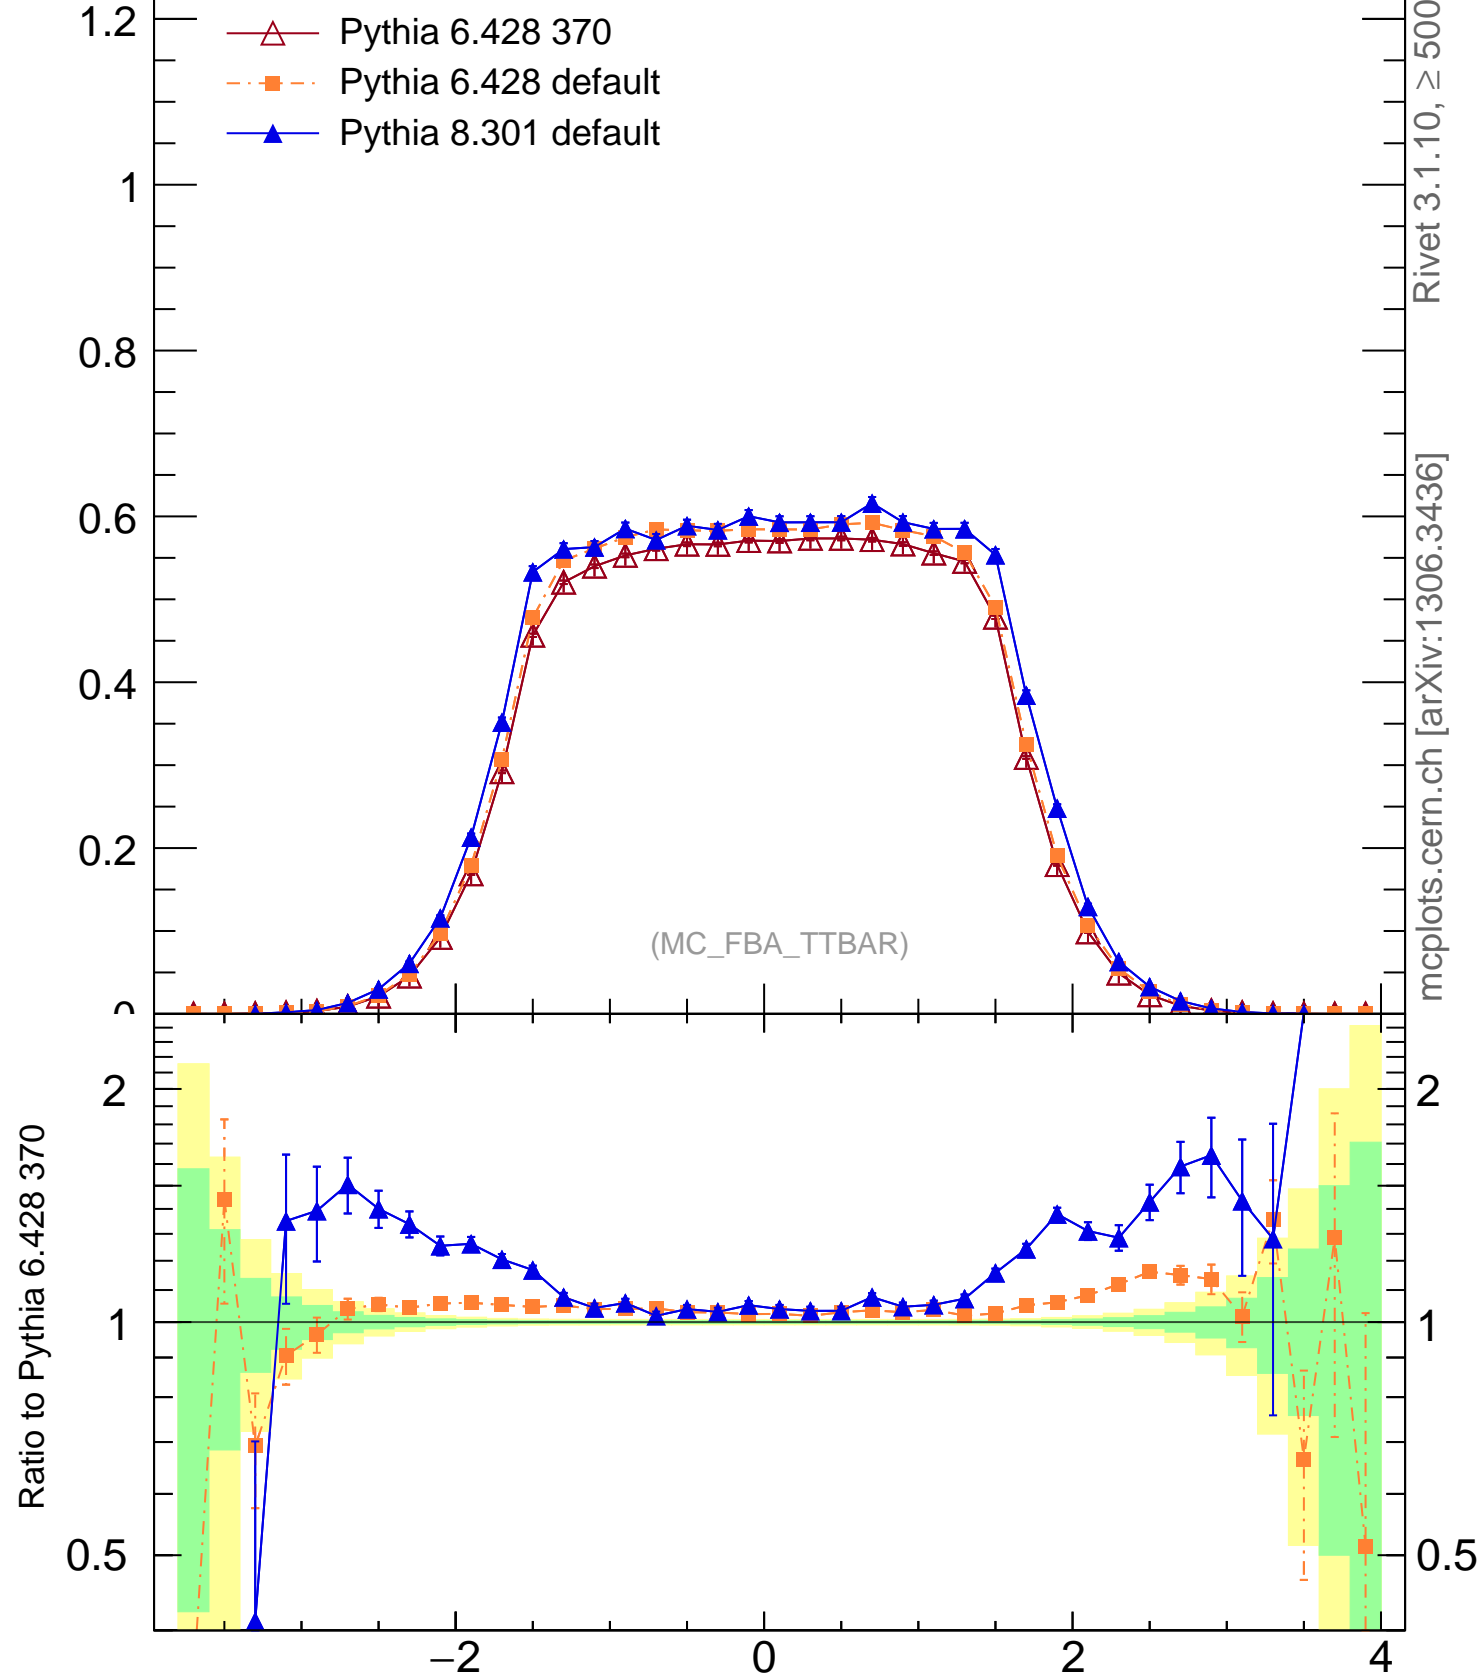 1.2
Pythia 6.428 370
Pythia 6.428 default
Pythia 8.301 default
1
0.8
0.6
0.4
0.2
0
(MC_FBA_TTBAR)
Rivet 3.1.10, ≥ 500
mcplots.cern.ch [arXiv:1306.3436]
Ratio to Pythia 6.428 370
2
1
0.5
2
1
0.5
−2
0
2
4